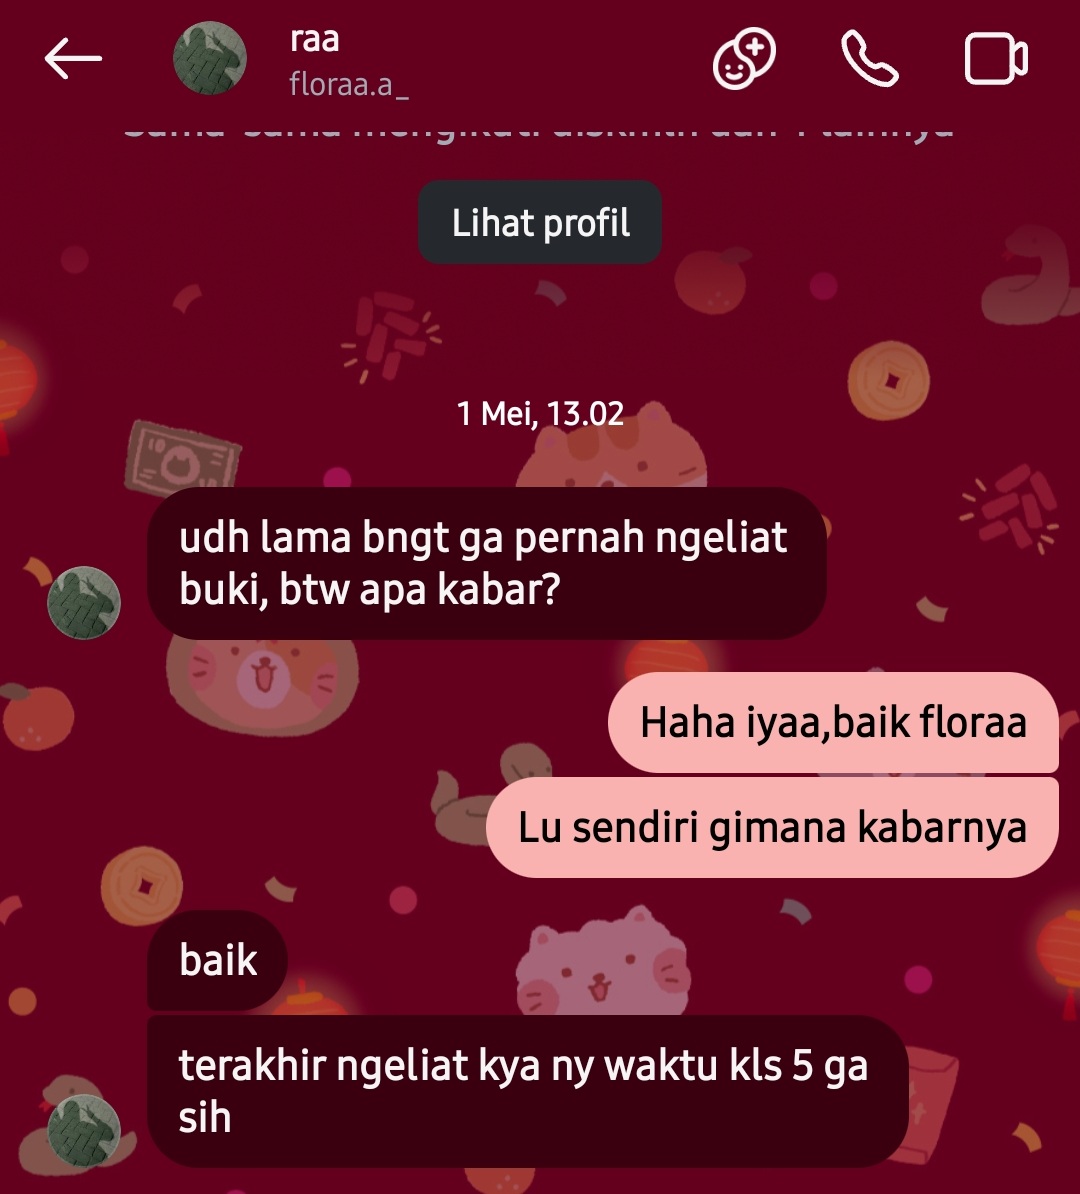 raa
floraa.a_
Lihat profil
1 Mei, 13.02
udh lama bngt ga pernah ngeliat
buki, btw apa kabar?
Haha iyaa,baik floraa
Lu sendiri gimana kabarnya
baik
terakhir ngeliat kya ny waktu kls 5 ga
sih